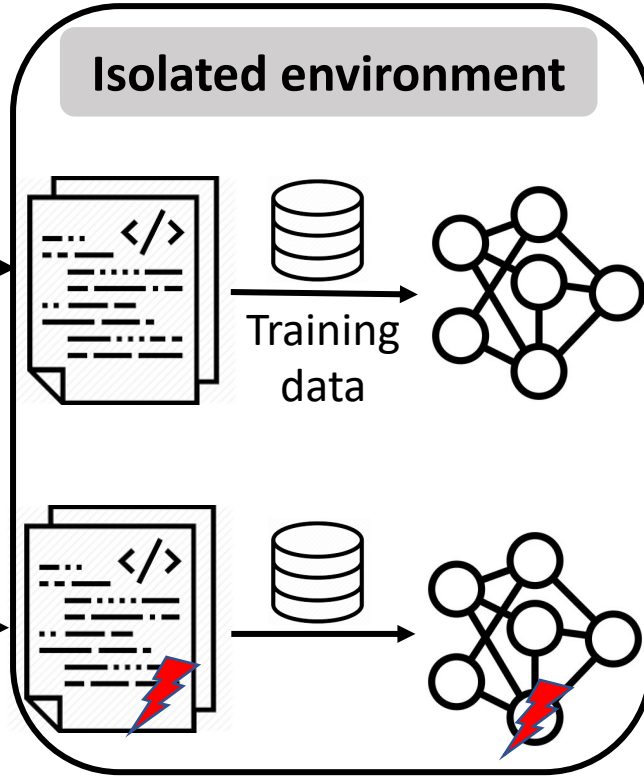 Isolated environment
</>
Training
data
</>